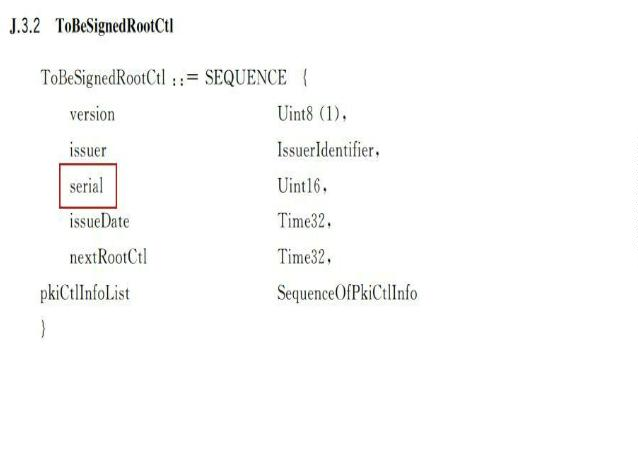 J.3.2 ToBeSignedRootCtl
ToBeSignedRootCtl ::= SEQUENCE {
version Uint8 (1),
issuer IssuerIdentifier,
serial Uint16,
issueDate Time32,
nextRootCtl Time32,
pkiCtlInfoList SequenceOfPkiCtlInfo
}